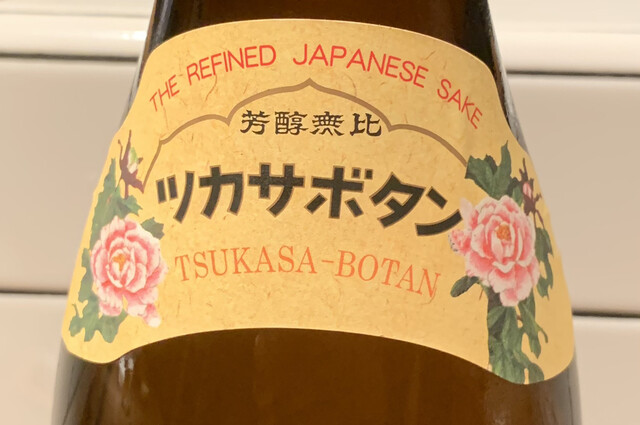 THE REFINED JAPANESE SAKE
芳醇無比
ツカサボタン
TSUKASA-BOTAN